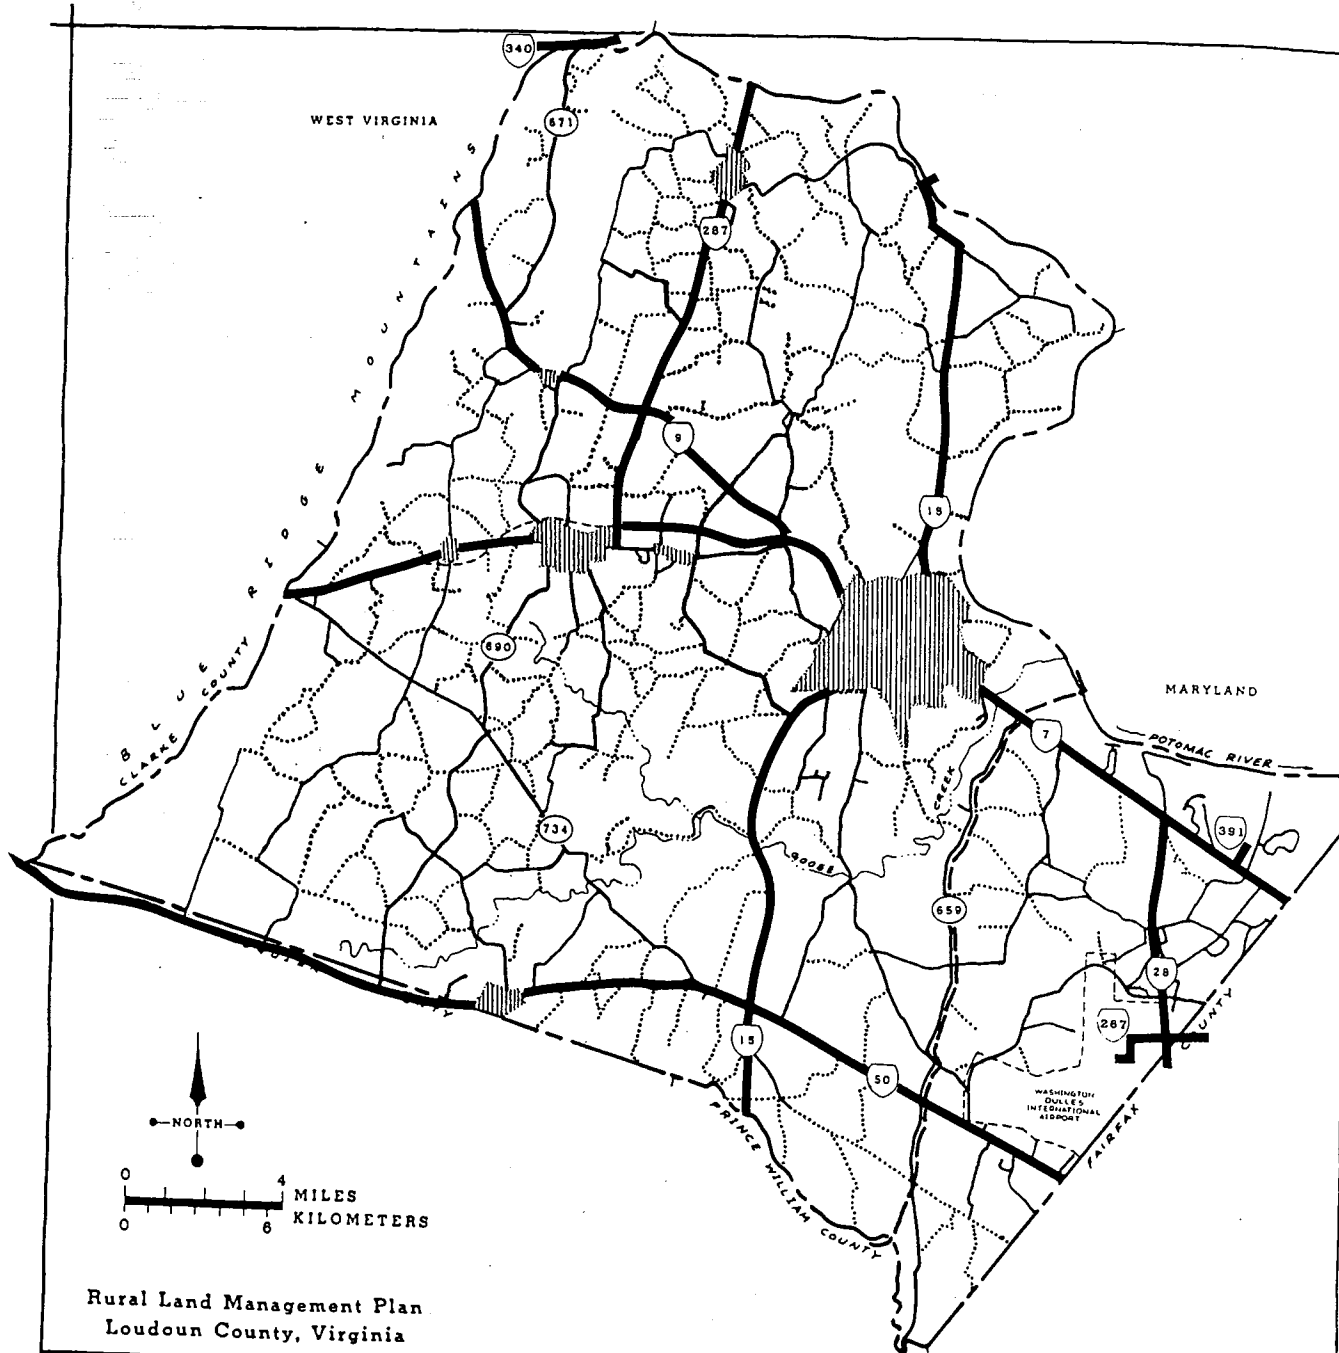 340
WEST VIRGINIA
671
287
BLUE RIDGE MOUNTAINS
9
15
CLARKE COUNTY
690
MARYLAND
7
POTOMAC RIVER
CREEK
734
391
GOOSE
659
28
267
COUNTY
15
50
WASHINGTON
DULLES
INTERNATIONAL
AIRPORT
FAIRFAX
PRINCE WILLIAM COUNTY
NORTH
0 4
MILES
KILOMETERS
0 6
Rural Land Management Plan
Loudoun County, Virginia